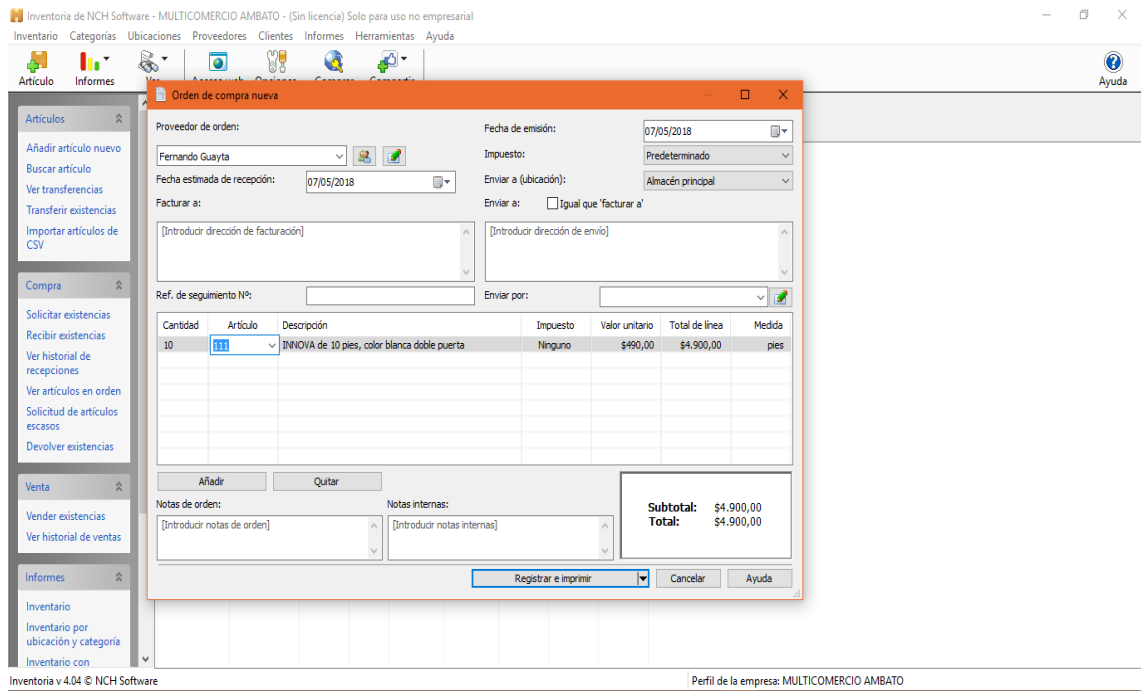 Inventoria de NCH Software - MULTICOMERCIO AMBATO - (Sin licencia) Solo para uso no empresarial
Inventario Categorías Ubicaciones Proveedores Clientes Informes Herramientas Ayuda
Artículo Informes Ayuda
Orden de compra nueva
Artículos
Añadir artículo nuevo
Buscar artículo
Ver transferencias
Transferir existencias
Importar artículos de
CSV
Compra
Solicitar existencias
Recibir existencias
Ver historial de
recepciones
Ver artículos en orden
Solicitud de artículos
escasos
Devolver existencias
Venta
Vender existencias
Ver historial de ventas
Informes
Inventario
Inventario por
ubicación y categoría
Inventario con
Proveedor de orden:
Fecha de emisión: 07/05/2018
Fernando Guayta
Impuesto: Predeterminado
Fecha estimada de recepción: 07/05/2018
Enviar a (ubicación): Almacén principal
Facturar a:
Enviar a: Igual que 'facturar a'
[Introducir dirección de facturación]
[Introducir dirección de envío]
Ref. de seguimiento Nº:
Enviar por:
Cantidad Artículo Descripción Impuesto Valor unitario Total de línea Medida
10 111 INNOVA de 10 pies, color blanca doble puerta Ninguno $490,00 $4.900,00 pies
Añadir Quitar
Notas de orden:
Notas internas:
[Introducir notas de orden]
[Introducir notas internas]
Subtotal: $4.900,00
Total: $4.900,00
Registrar e imprimir Cancelar Ayuda
Inventoria v 4.04 © NCH Software
Perfil de la empresa: MULTICOMERCIO AMBATO